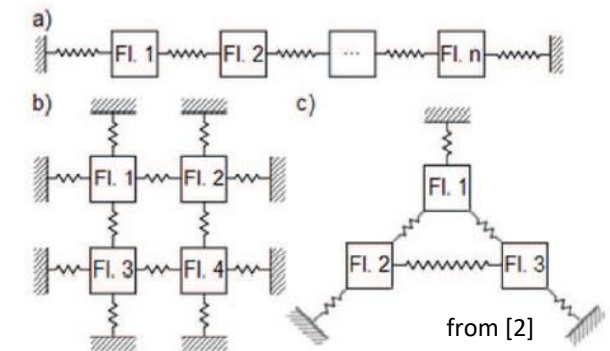 a)
Fl. 1 Fl. 2 ... Fl. n
b) c)
Fl. 1 Fl. 2
Fl. 1
Fl. 3 Fl. 4
Fl. 2 Fl. 3
from [2]